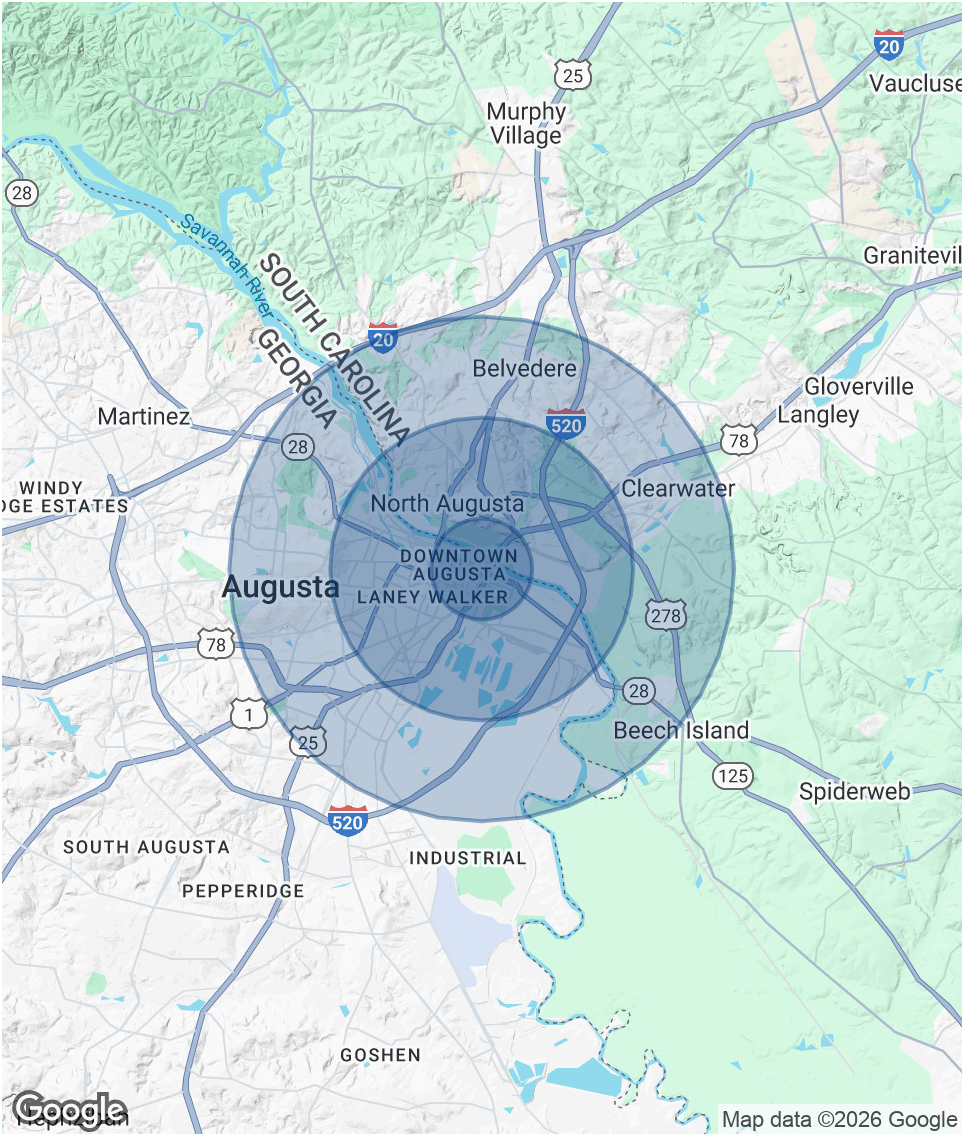 20
Vaucluse
25
Murphy
Village
28
Savannah River
SOUTH CAROLINA
GEORGIA
Granitevil
20
Belvedere
Gloverville
Langley
Martinez
520
78
28
WINDY
DGE ESTATES
Clearwater
North Augusta
DOWNTOWN
AUGUSTA
LANEY WALKER
Augusta
278
78
28
1
25
Beech Island
125
Spiderweb
520
SOUTH AUGUSTA
INDUSTRIAL
PEPPERIDGE
GOSHEN
Google
Map data ©2026 Google